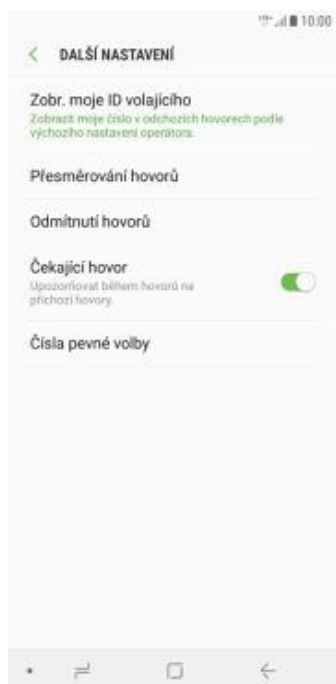 10:00
DALŠÍ NASTAVENÍ
Zobr. moje ID volajícího
Zobrazit moje číslo v odchozích hovorech podle
výchozího nastavení operátora.
Přesměrování hovorů
Odmítnutí hovorů
Čekající hovor
Upozorňovat během hovorů na
příchozí hovory.
Čísla pevné volby